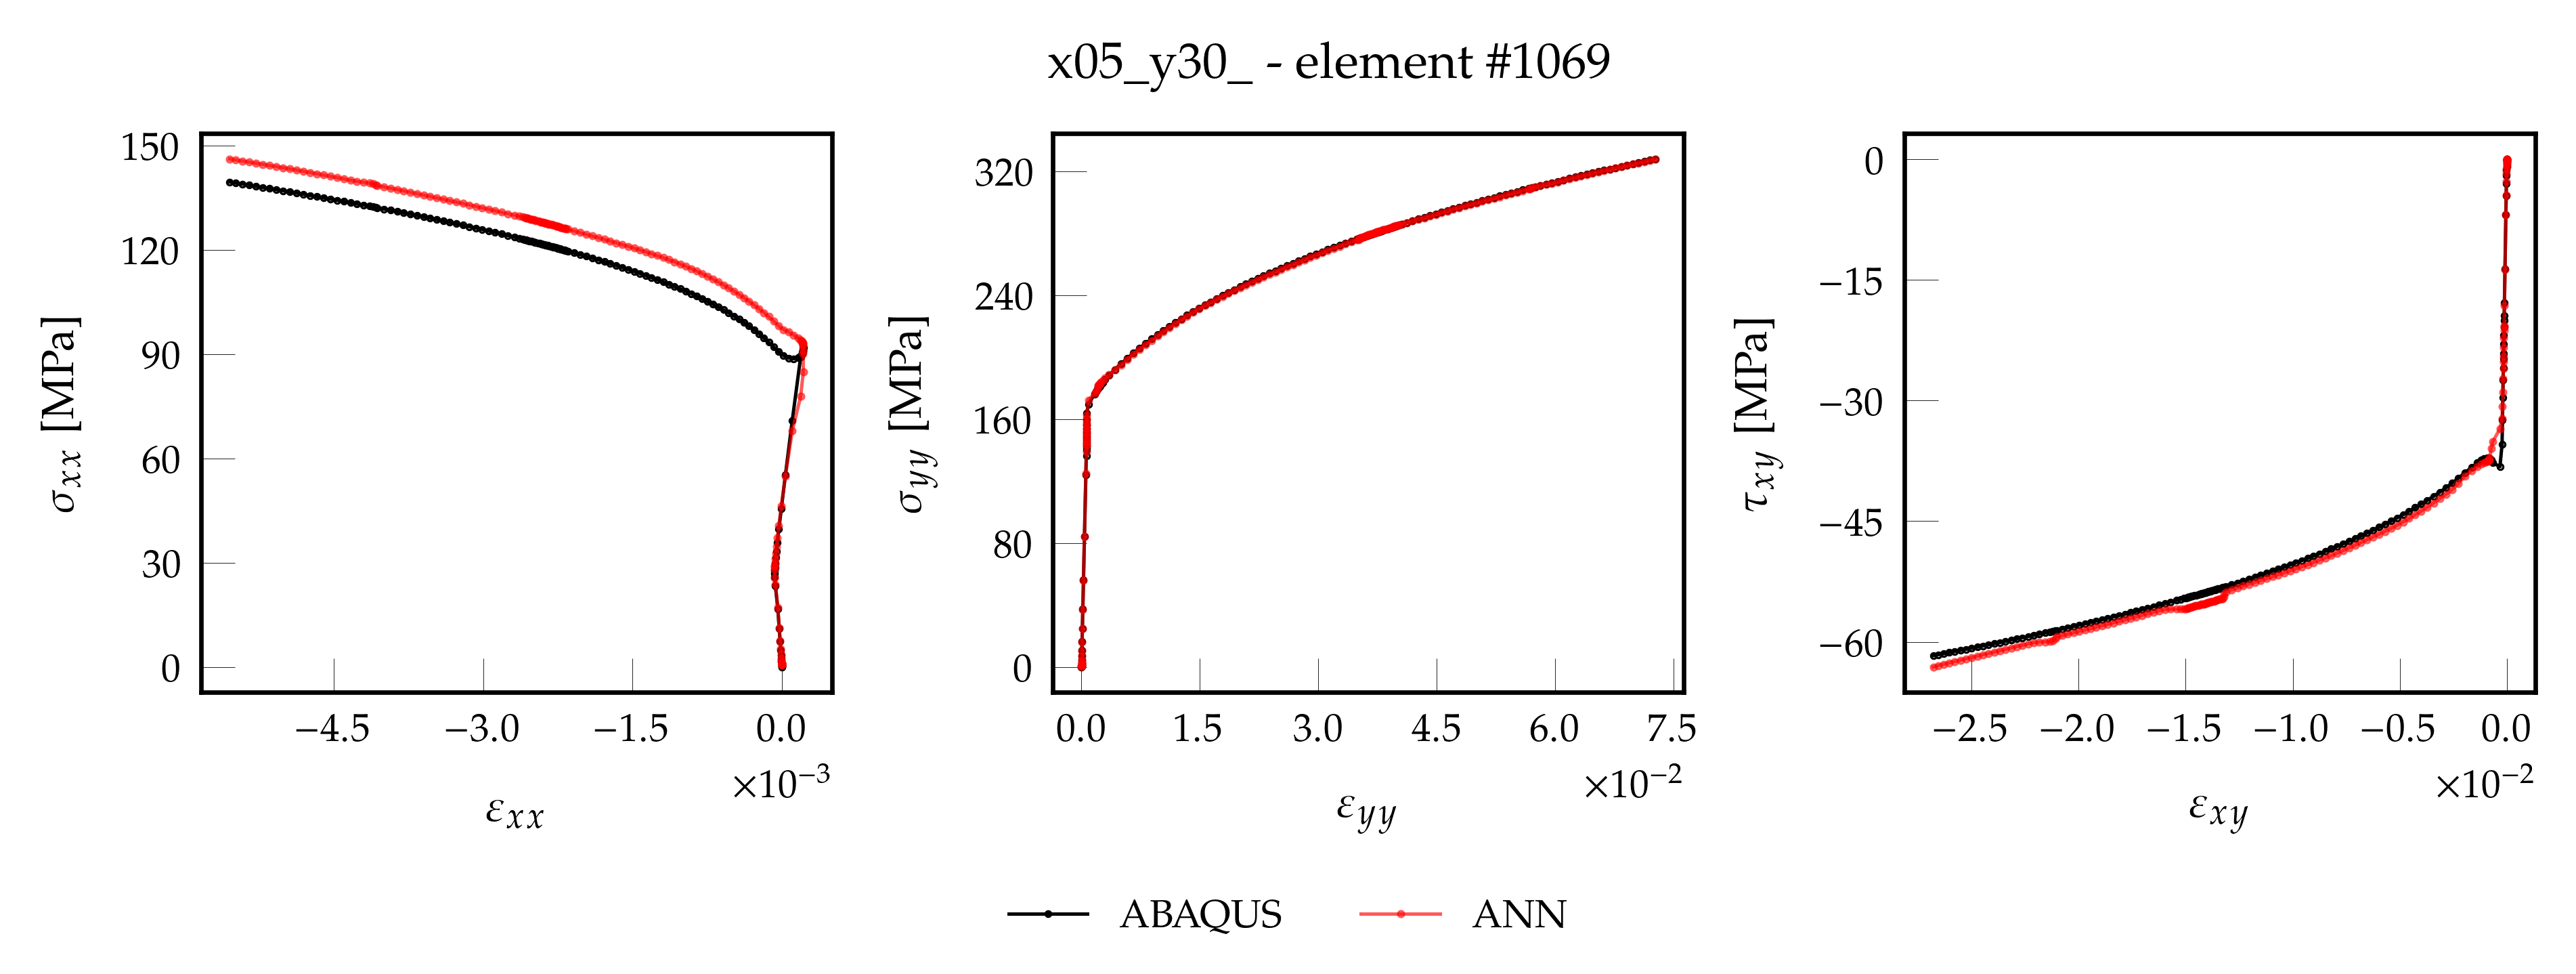 x05_y30_ - element #1069
150
120
90
60
30
0
σxx [MPa]
−4.5 −3.0 −1.5 0.0
×10−3
εxx
320
240
160
80
0
σyy [MPa]
0.0 1.5 3.0 4.5 6.0 7.5
×10−2
εyy
0
−15
−30
−45
−60
τxy [MPa]
−2.5 −2.0 −1.5 −1.0 −0.5 0.0
×10−2
εxy
ABAQUS ANN